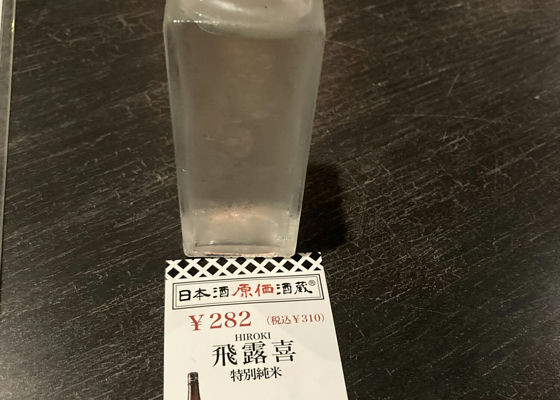 日本酒原価酒蔵®
¥282 (税込¥310)
HIROKI
飛露喜
特別純米